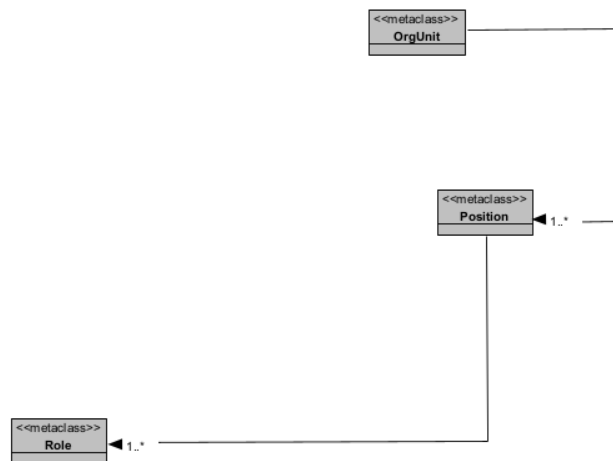 <<metaclass>>
OrgUnit
<<metaclass>>
Position
1..*
<<metaclass>>
Role
1..*